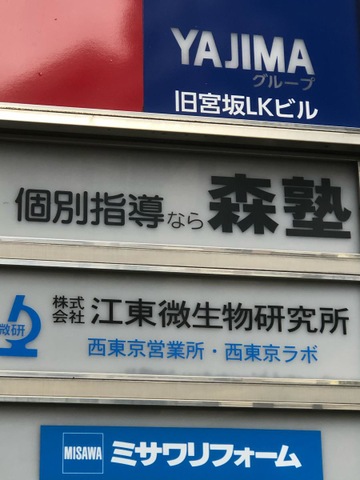 YAJIMA
グループ
旧宮坂LKビル
個別指導なら 森塾
微研 株式会社 江東微生物研究所
西東京営業所・西東京ラボ
MISAWA ミサワリフォーム